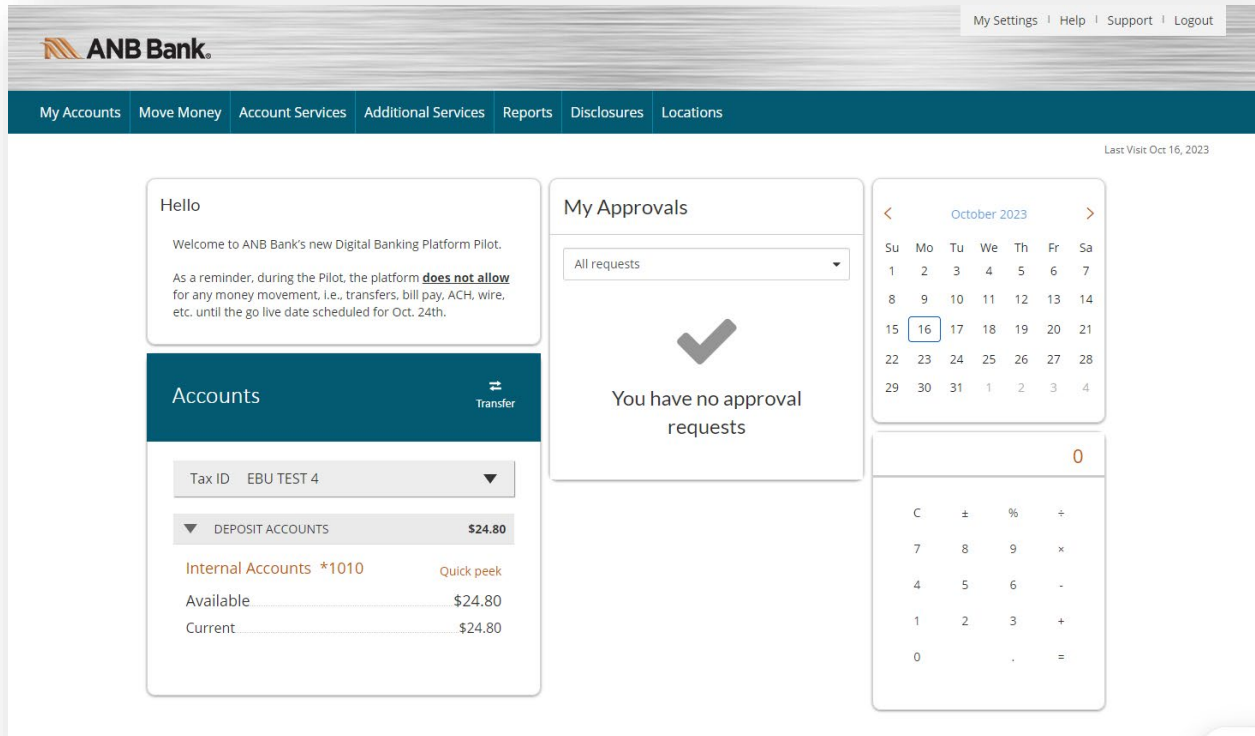 My Settings | Help | Support | Logout
ANB Bank®
My Accounts Move Money Account Services Additional Services Reports Disclosures Locations
Last Visit Oct 16, 2023
Hello
Welcome to ANB Bank's new Digital Banking Platform Pilot.
As a reminder, during the Pilot, the platform does not allow
for any money movement, i.e., transfers, bill pay, ACH, wire,
etc. until the go live date scheduled for Oct. 24th.
Accounts
Transfer
Tax ID EBU TEST 4
DEPOSIT ACCOUNTS $24.80
Internal Accounts *1010 Quick peek
Available $24.80
Current $24.80
My Approvals
All requests
You have no approval
requests
< October 2023 >
Su Mo Tu We Th Fr Sa
1 2 3 4 5 6 7
8 9 10 11 12 13 14
15 16 17 18 19 20 21
22 23 24 25 26 27 28
29 30 31 1 2 3 4
0
C ± % ÷
7 8 9 ×
4 5 6 -
1 2 3 +
0 . =